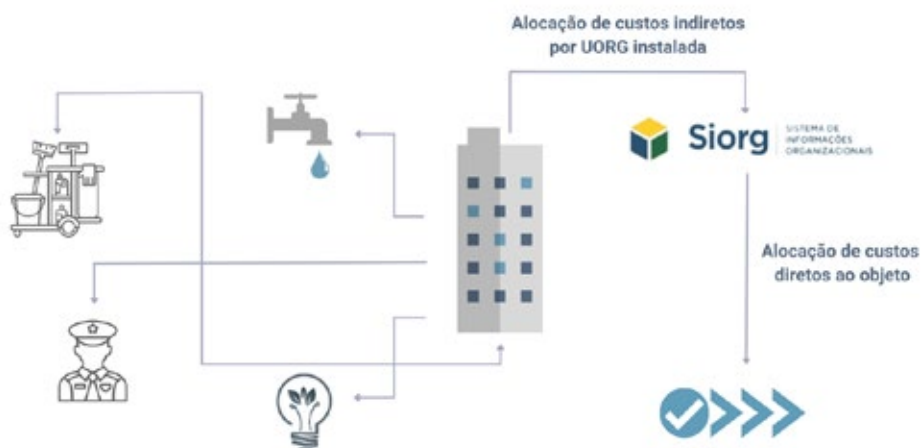 Alocação de custos indiretos
por UORG instalada
Siorg
SISTEMA DE
INFORMAÇÕES
ORGANIZACIONAIS
Alocação de custos
diretos ao objeto